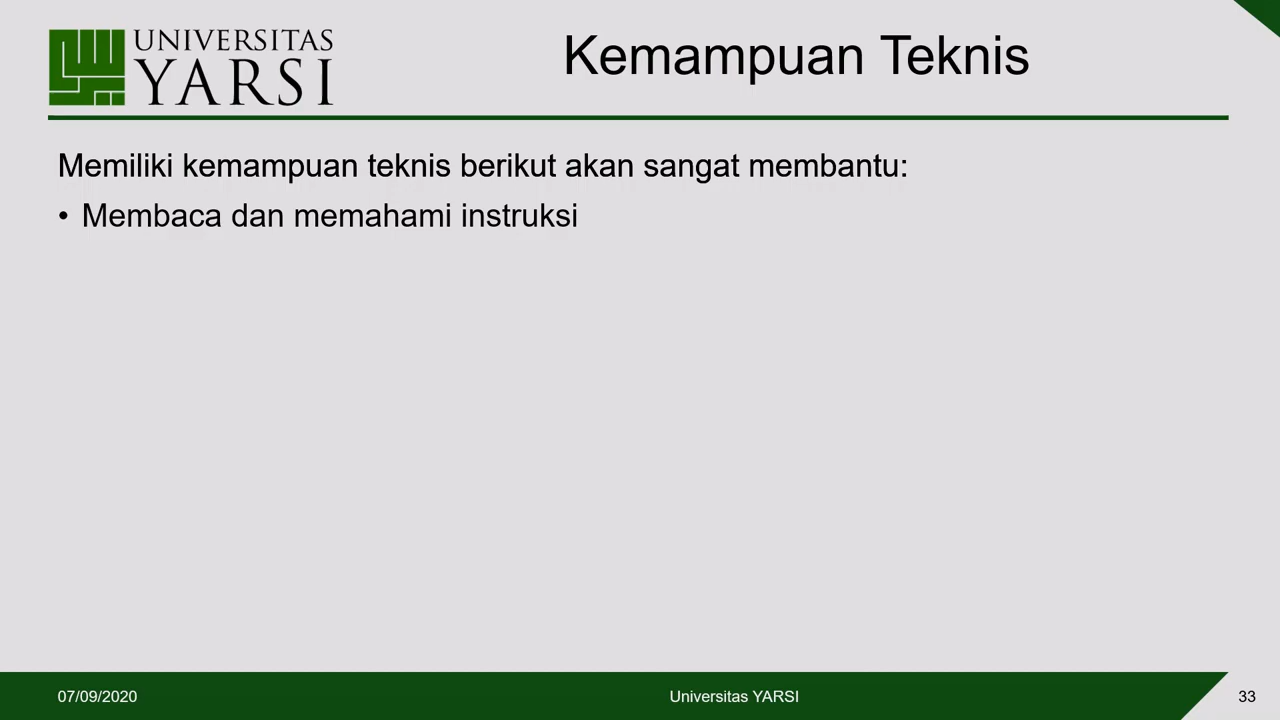 UNIVERSITAS
YARSI
Kemampuan Teknis
Memiliki kemampuan teknis berikut akan sangat membantu:
• Membaca dan memahami instruksi
07/09/2020
Universitas YARSI
33